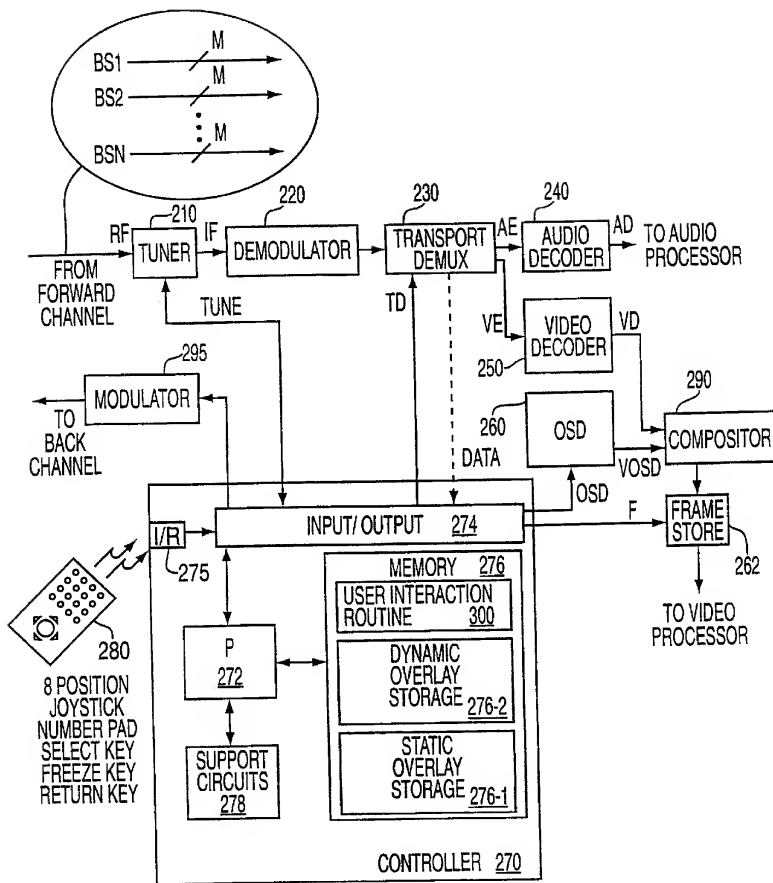 BS1 M
BS2 M
BSN M
RF
210
TUNER
IF
220
DEMODULATOR
230
TRANSPORT
DEMUX
AE
240
AUDIO
DECODER
AD
TO AUDIO
PROCESSOR
FROM
FORWARD
CHANNEL
TUNE
TD
VE
VIDEO
DECODER
250
VD
295
MODULATOR
TO
BACK
CHANNEL
260
OSD
VOSD
290
COMPOSITOR
DATA
OSD
F
FRAME
STORE
262
TO VIDEO
PROCESSOR
I/R
275
INPUT/OUTPUT 274
MEMORY 276
USER INTERACTION
ROUTINE 300
DYNAMIC
OVERLAY
STORAGE
276-2
STATIC
OVERLAY
STORAGE
276-1
P
272
SUPPORT
CIRCUITS
278
280
8 POSITION
JOYSTICK
NUMBER PAD
SELECT KEY
FREEZE KEY
RETURN KEY
CONTROLLER 270